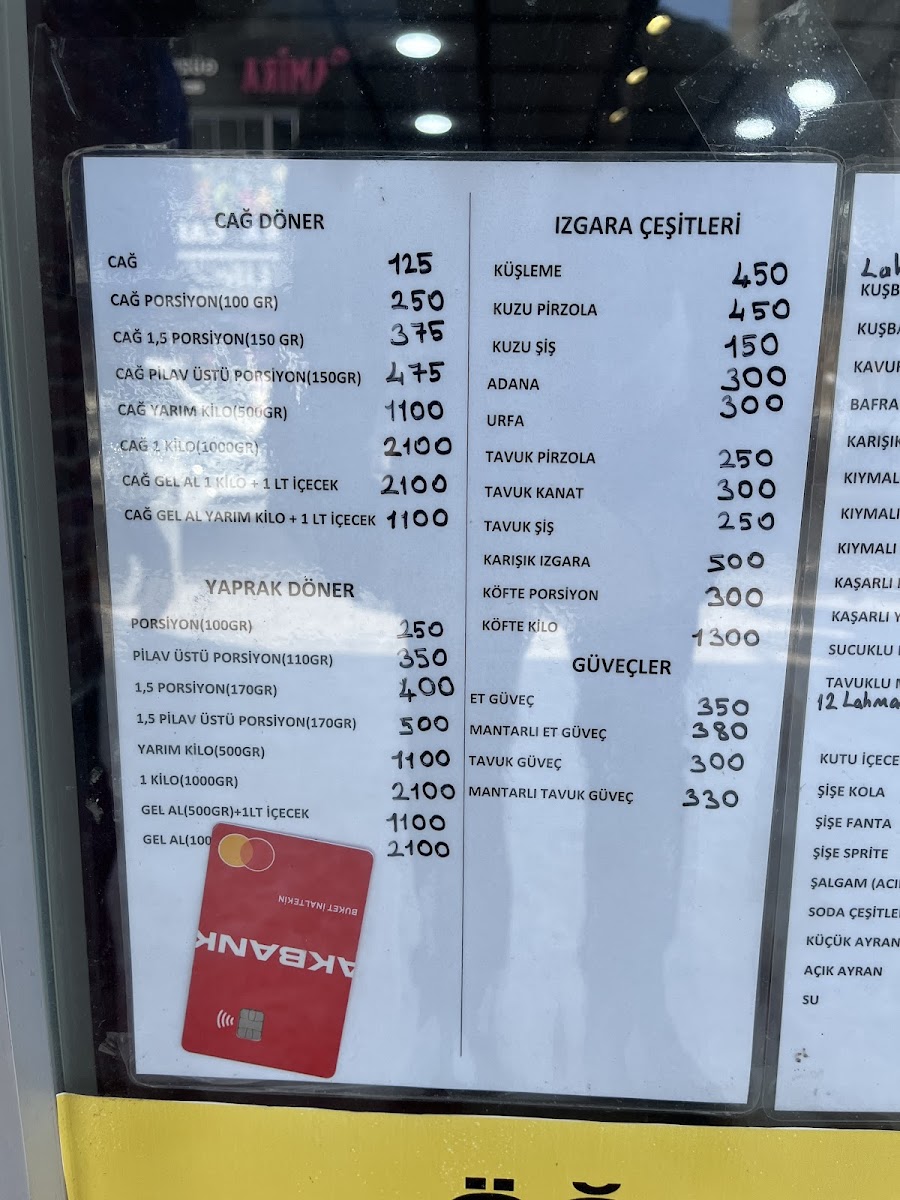 CAĞ DÖNER
CAĞ 125
CAĞ PORSİYON(100 GR) 250
CAĞ 1,5 PORSİYON(150 GR) 375
CAĞ PİLAV ÜSTÜ PORSİYON(150GR) 475
CAĞ YARIM KİLO(500GR) 1100
CAĞ 1 KİLO(1000GR) 2100
CAĞ GEL AL 1 KİLO + 1 LT İÇECEK 2100
CAĞ GEL AL YARIM KİLO + 1 LT İÇECEK 1100
YAPRAK DÖNER
PORSİYON(100GR) 250
PİLAV ÜSTÜ PORSİYON(110GR) 350
1,5 PORSİYON(170GR) 400
1,5 PİLAV ÜSTÜ PORSİYON(170GR) 500
YARIM KİLO(500GR) 1100
1 KİLO(1000GR) 2100
GEL AL(500GR)+1LT İÇECEK 1100
GEL AL(100 2100
BUKET İNALTEKİN
AKBANK
IZGARA ÇEŞİTLERİ
KÜŞLEME 450
KUZU PİRZOLA 450
KUZU ŞİŞ 150
ADANA 300
URFA 300
TAVUK PİRZOLA 250
TAVUK KANAT 300
TAVUK ŞİŞ 250
KARIŞIK IZGARA 500
KÖFTE PORSİYON 300
KÖFTE KİLO 1300
GÜVEÇLER
ET GÜVEÇ 350
MANTARLI ET GÜVEÇ 380
TAVUK GÜVEÇ 300
MANTARLI TAVUK GÜVEÇ 330
Lah
KUŞB
KUŞBA
KAVUR
BAFRA
KARIŞIK
KIYMAL
KIYMALI
KIYMALI
KAŞARLI
KAŞARLI Y
SUCUKLU
TAVUKLU
12 Lahma
KUTU İÇECE
ŞİŞE KOLA
ŞİŞE FANTA
ŞİŞE SPRİTE
ŞALGAM (ACI
SODA ÇEŞİTLE
KÜÇÜK AYRAN
AÇIK AYRAN
SU